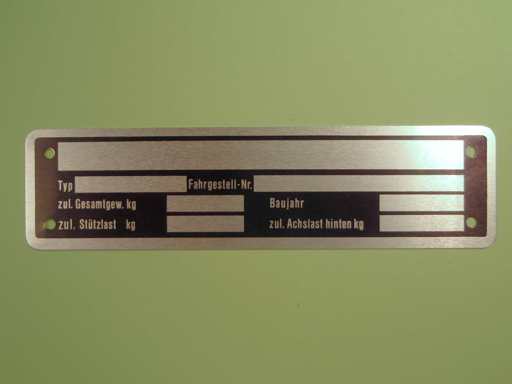 Typ Fahrgestell-Nr.
zul. Gesamtgew. kg Baujahr
zul. Stützlast kg zul. Achslast hinten kg